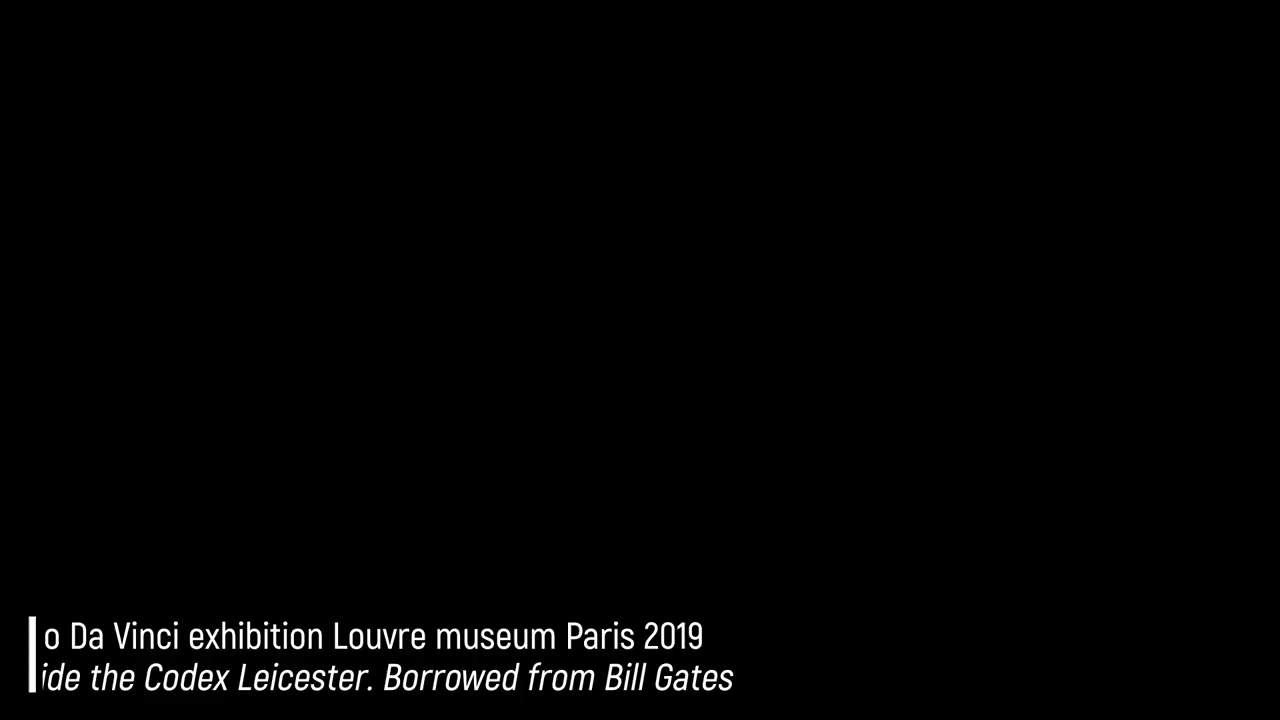 o Da Vinci exhibition Louvre museum Paris 2019
ide the Codex Leicester. Borrowed from Bill Gates